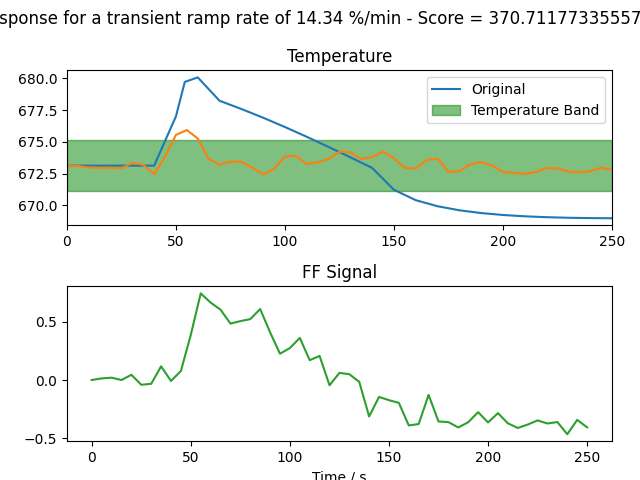 sponse for a transient ramp rate of 14.34 %/min - Score = 370.71177335557
Temperature
680.0
677.5
675.0
672.5
670.0
Original
Temperature Band
0 50 100 150 200 250
FF Signal
0.5
0.0
−0.5
0 50 100 150 200 250
Time / s